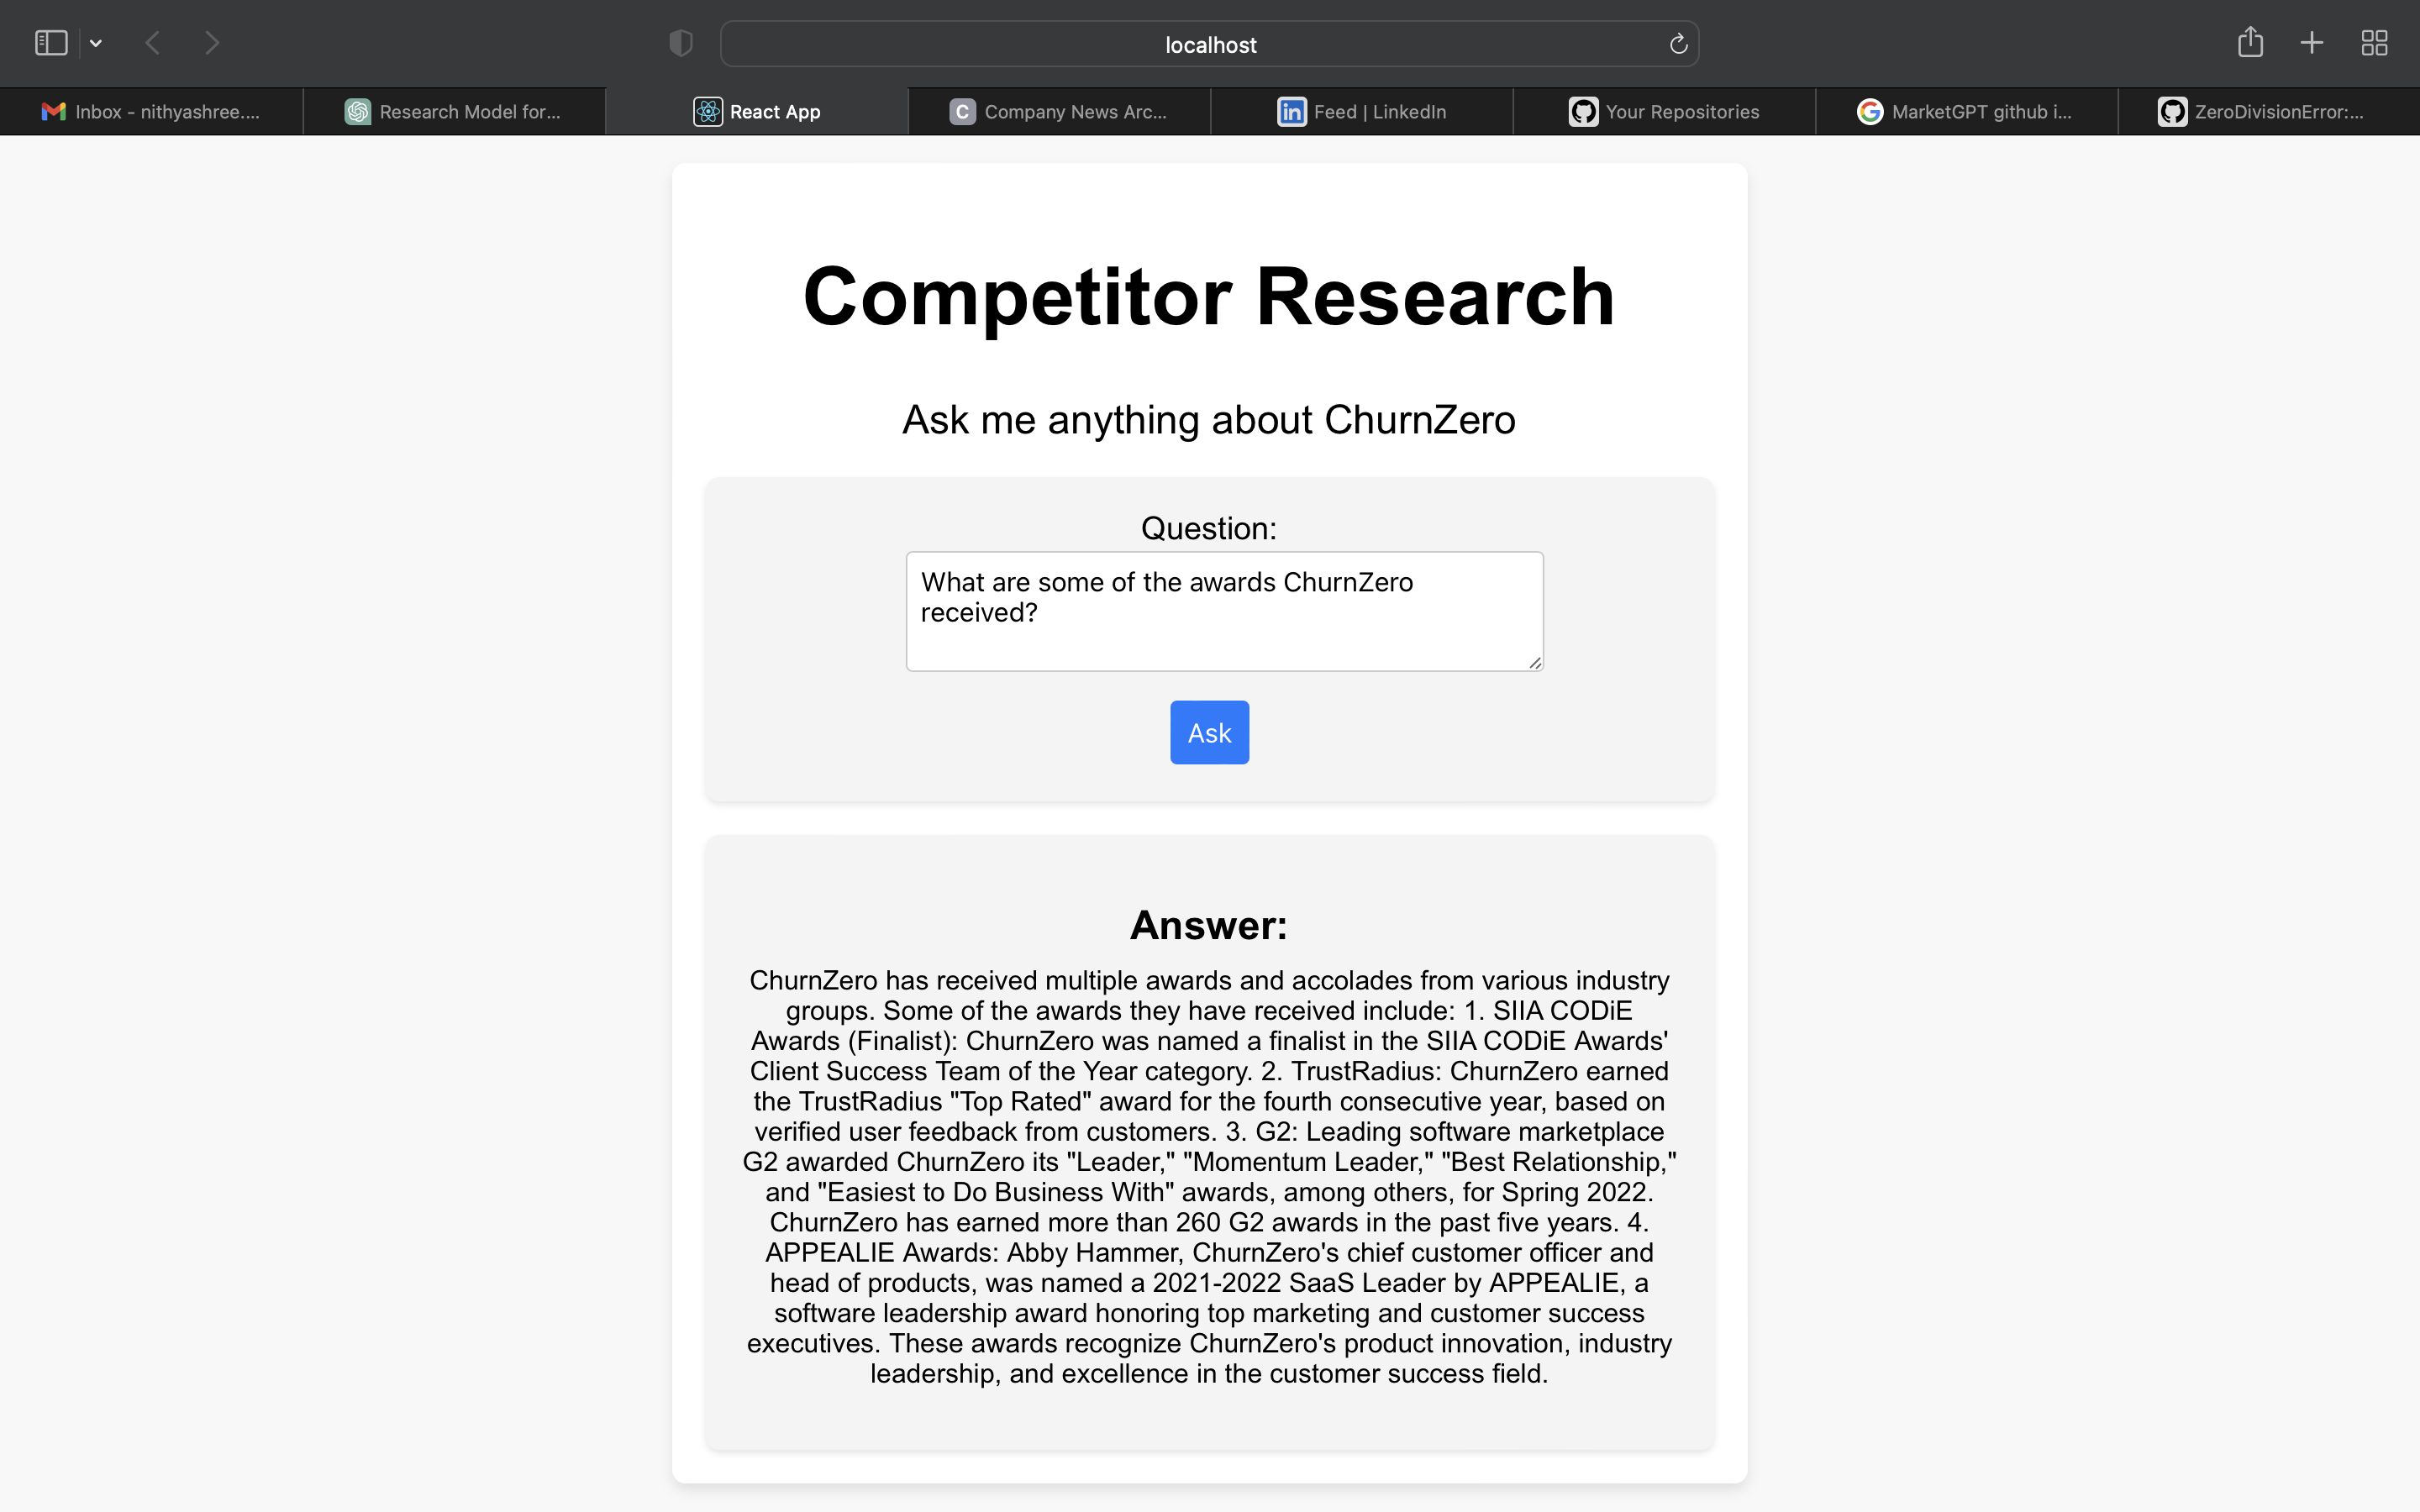 localhost
Inbox - nithyashree....
Research Model for...
React App
C
Company News Arc...
in
Feed | LinkedIn
Your Repositories
G
MarketGPT github i...
ZeroDivisionError:...
Competitor Research
Ask me anything about ChurnZero
Question:
What are some of the awards ChurnZero
received?
Ask
Answer:
ChurnZero has received multiple awards and accolades from various industry
groups. Some of the awards they have received include: 1. SIIA CODiE
Awards (Finalist): ChurnZero was named a finalist in the SIIA CODiE Awards'
Client Success Team of the Year category. 2. TrustRadius: ChurnZero earned
the TrustRadius "Top Rated" award for the fourth consecutive year, based on
verified user feedback from customers. 3. G2: Leading software marketplace
G2 awarded ChurnZero its "Leader," "Momentum Leader," "Best Relationship,"
and "Easiest to Do Business With" awards, among others, for Spring 2022.
ChurnZero has earned more than 260 G2 awards in the past five years. 4.
APPEALIE Awards: Abby Hammer, ChurnZero's chief customer officer and
head of products, was named a 2021-2022 SaaS Leader by APPEALIE, a
software leadership award honoring top marketing and customer success
executives. These awards recognize ChurnZero's product innovation, industry
leadership, and excellence in the customer success field.